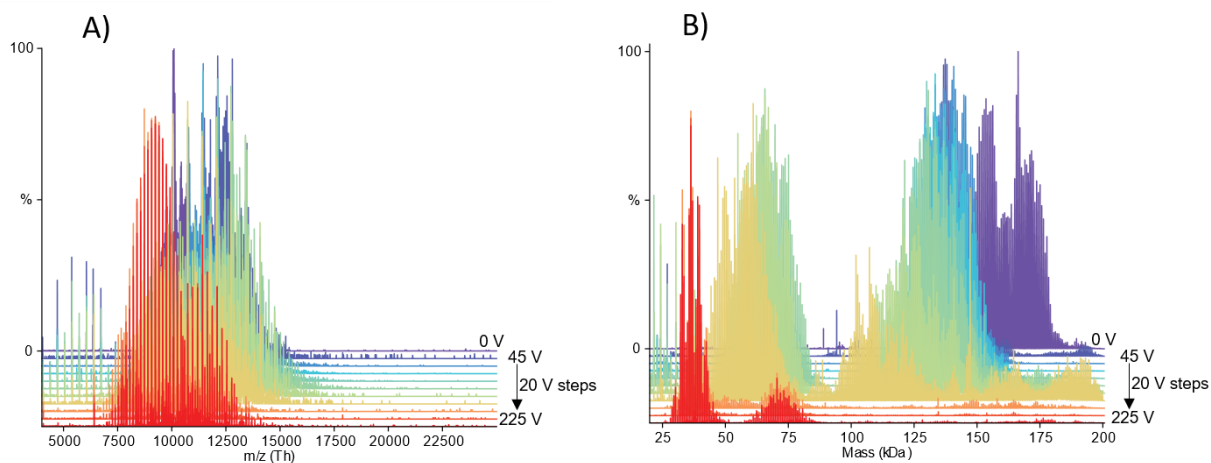 A)
100
%
0
0 V
45 V
20 V steps
225 V
5000 7500 10000 12500 15000 17500 20000 22500
m/z (Th)
B)
100
%
0
0 V
45 V
20 V steps
225 V
25 50 75 100 125 150 175 200
Mass (kDa)